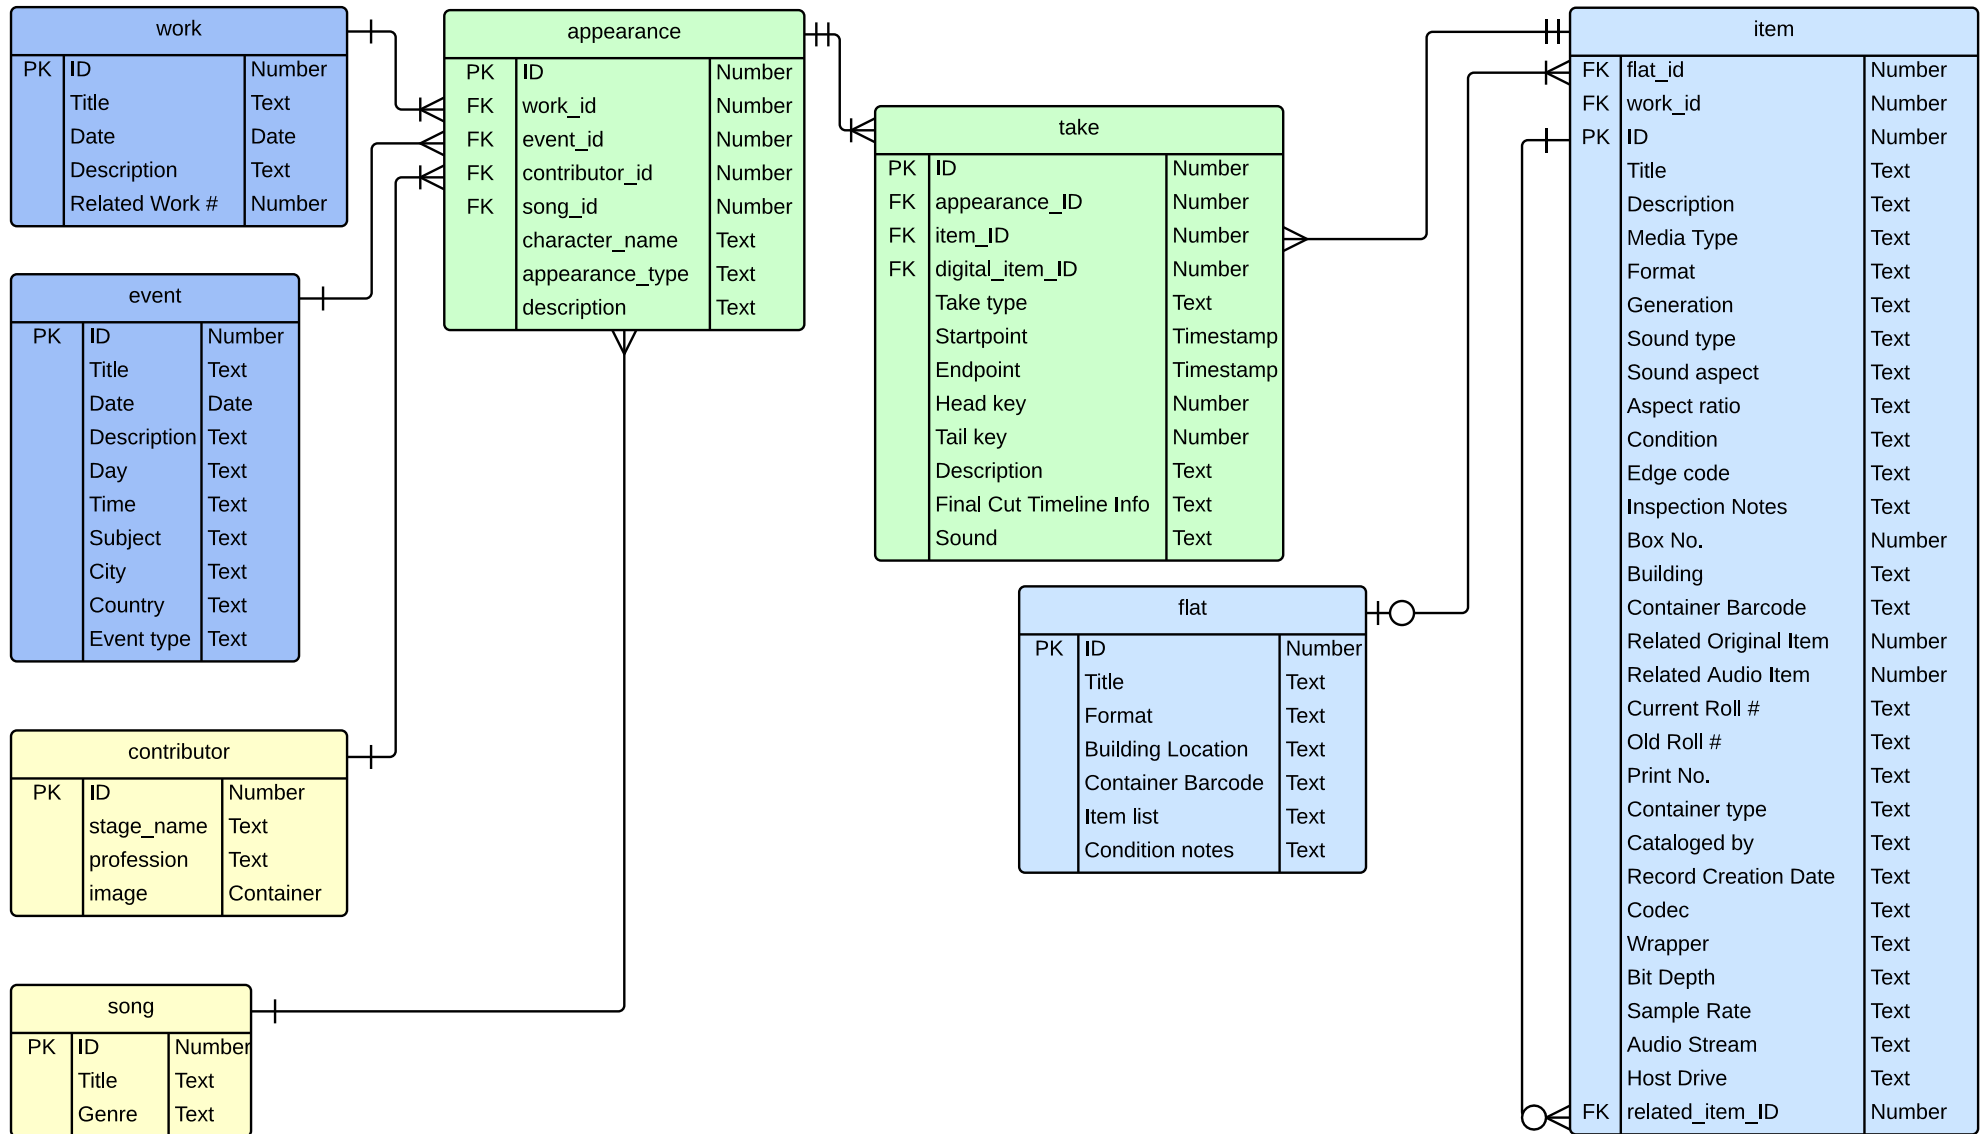 work
PK ID Number
Title Text
Date Date
Description Text
Related Work # Number
event
PK ID Number
Title Text
Date Date
Description Text
Day Text
Time Text
Subject Text
City Text
Country Text
Event type Text
contributor
PK ID Number
stage_name Text
profession Text
image Container
song
PK ID Number
Title Text
Genre Text
appearance
PK ID Number
FK work_id Number
FK event_id Number
FK contributor_id Number
FK song_id Number
character_name Text
appearance_type Text
description Text
take
PK ID Number
FK appearance_ID Number
FK item_ID Number
FK digital_item_ID Number
Take type Text
Startpoint Timestamp
Endpoint Timestamp
Head key Number
Tail key Number
Description Text
Final Cut Timeline Info Text
Sound Text
flat
PK ID Number
Title Text
Format Text
Building Location Text
Container Barcode Text
Item list Text
Condition notes Text
item
FK flat_id Number
FK work_id Number
PK ID Number
Title Text
Description Text
Media Type Text
Format Text
Generation Text
Sound type Text
Sound aspect Text
Aspect ratio Text
Condition Text
Edge code Text
Inspection Notes Text
Box No. Number
Building Text
Container Barcode Text
Related Original Item Number
Related Audio Item Number
Current Roll # Text
Old Roll # Text
Print No. Text
Container type Text
Cataloged by Text
Record Creation Date Text
Codec Text
Wrapper Text
Bit Depth Text
Sample Rate Text
Audio Stream Text
Host Drive Text
FK related_item_ID Number